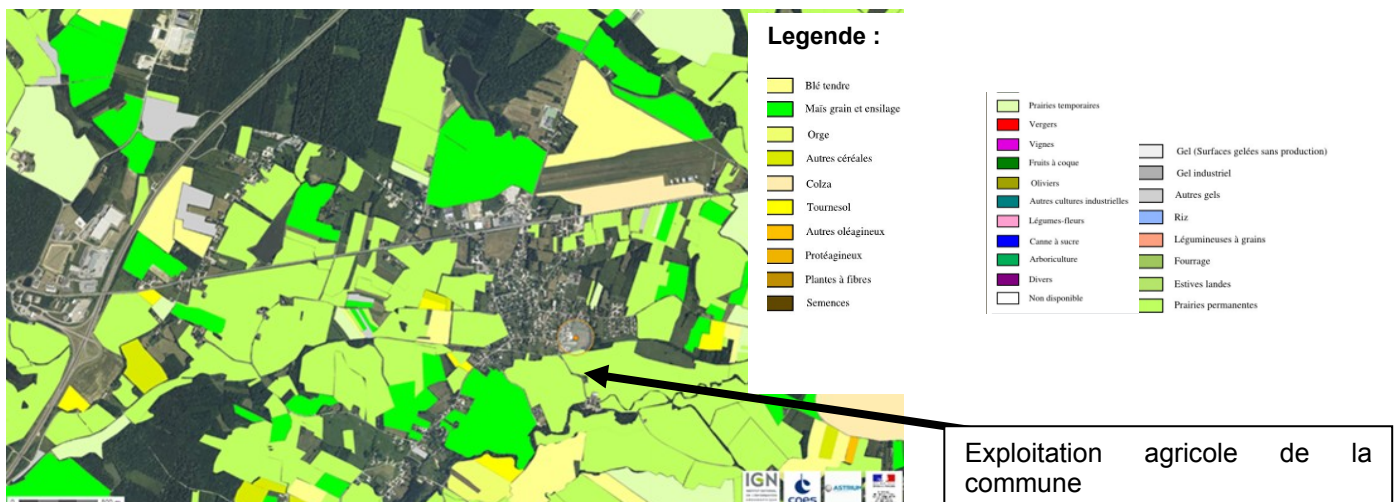 Legende :
Blé tendre
Maïs grain et ensilage
Orge
Autres céréales
Colza
Tournesol
Autres oléagineux
Protéagineux
Plantes à fibres
Semences
Prairies temporaires
Vergers
Vignes
Fruits à coque
Oliviers
Autres cultures industrielles
Légumes-fleurs
Canne à sucre
Arboriculture
Divers
Non disponible
Gel (Surfaces gelées sans production)
Gel industriel
Autres gels
Riz
Légumineuses à grains
Fourrage
Estives landes
Prairies permanentes
IGN
cnes
ASTRIUM
Exploitation agricole de la
commune